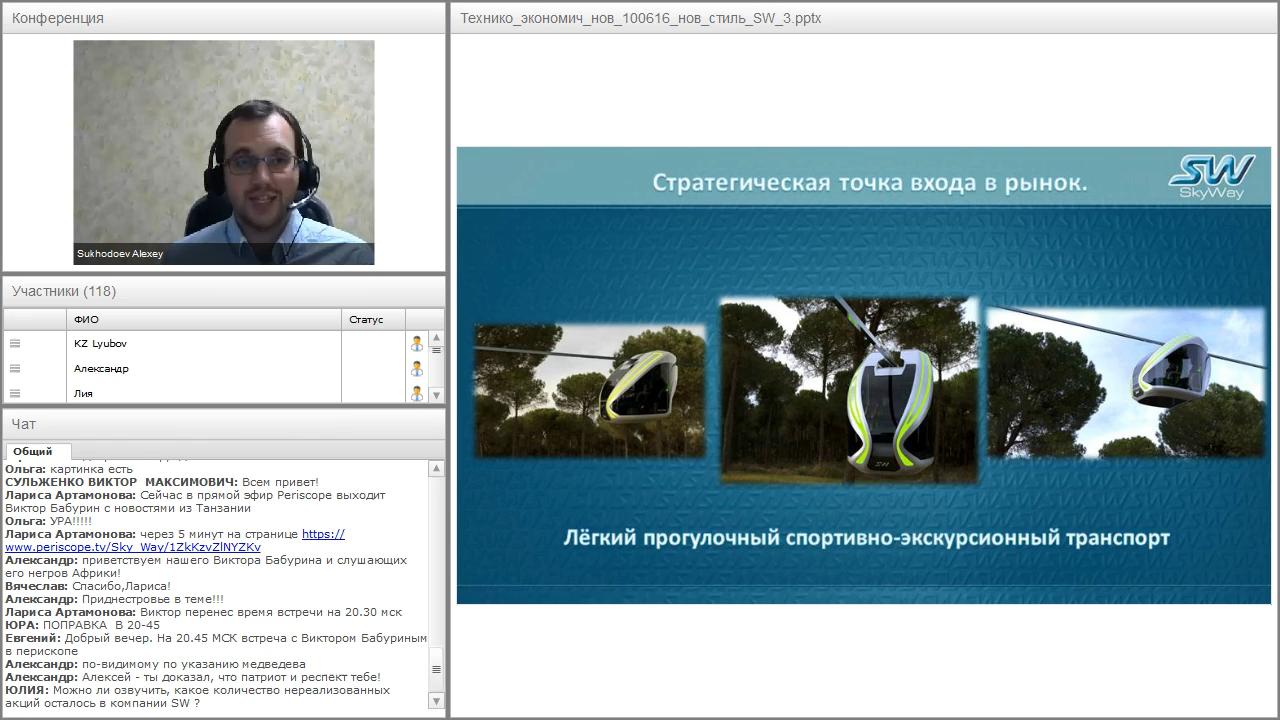 Конференция
Sukhodoev Alexey
Участники (118)
ФИО
Статус
KZ Lyubov
Александр
Лия
Чат
Общий
Ольга: картинка есть
СУЛЬЖЕНКО ВИКТОР МАКСИМОВИЧ: Всем привет!
Лариса Артамонова: Сейчас в прямой эфир Periscope выходит
Виктор Бабурин с новостями из Танзании
Ольга: УРА!!!!!
Лариса Артамонова: через 5 минут на странице https://
www.periscope.tv/Sky_Way/1ZkKzvZlNYZKv
Александр: приветствуем нашего Виктора Бабурина и слушающих
его негров Африки!
Вячеслав: Спасибо,Лариса!
Александр: Приднестровье в теме!!!
Лариса Артамонова: Виктор перенес время встречи на 20.30 мск
ЮРА: ПОПРАВКА В 20-45
Евгений: Добрый вечер. На 20.45 МСК встреча с Виктором Бабуриным
в перископе
Александр: по-видимому по указанию медведева
Александр: Алексей - ты доказал, что патриот и респект тебе!
ЮЛИЯ: Можно ли озвучить, какое количество нереализованных
акций осталось в компании SW ?
Технико_экономич_нов_100616_нов_стиль_SW_3.pptx
Стратегическая точка входа в рынок.
SW
SkyWay
Лёгкий прогулочный спортивно-экскурсионный транспорт